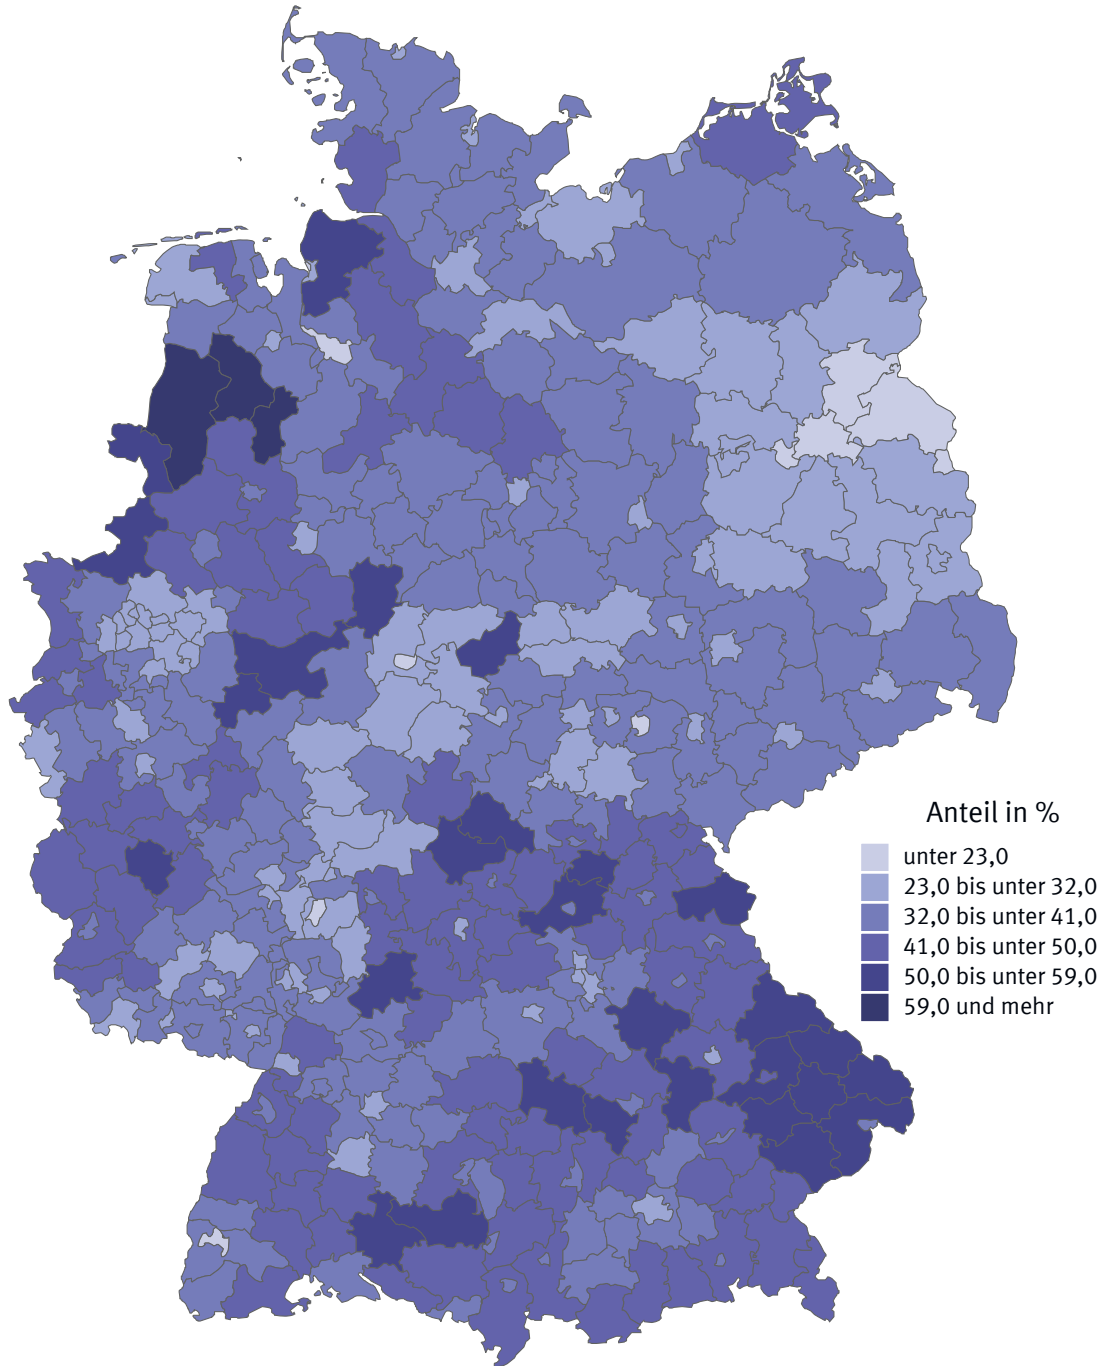 Anteil in %
unter 23,0
23,0 bis unter 32,0
32,0 bis unter 41,0
41,0 bis unter 50,0
50,0 bis unter 59,0
59,0 und mehr